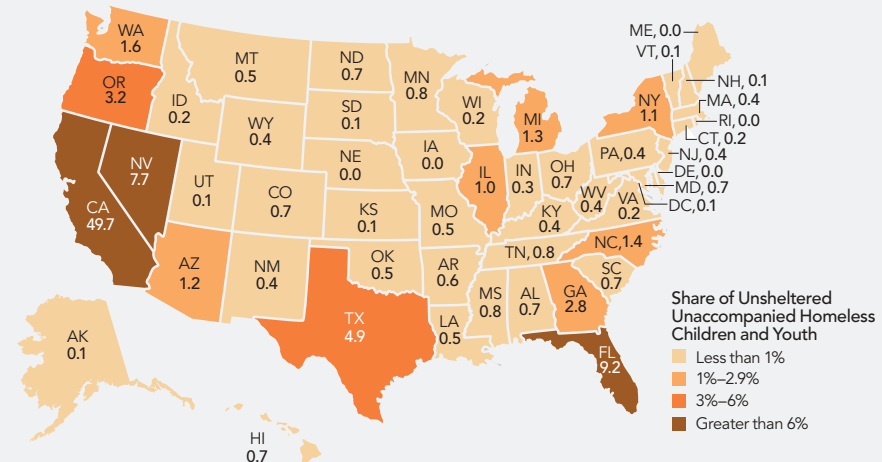 WA
1.6
OR
3.2
CA
49.7
NV
7.7
ID
0.2
MT
0.5
WY
0.4
UT
0.1
AZ
1.2
CO
0.7
NM
0.4
ND
0.7
SD
0.1
NE
0.0
KS
0.1
OK
0.5
TX
4.9
MN
0.8
IA
0.0
MO
0.5
AR
0.6
LA
0.5
WI
0.2
IL
1.0
MI
1.3
IN
0.3
OH
0.7
KY
0.4
TN, 0.8
MS
0.8
AL
0.7
GA
2.8
FL
9.2
SC
0.7
NC, 1.4
VA
0.2
WV
0.4
PA, 0.4
NY
1.1
ME, 0.0
VT, 0.1
NH, 0.1
MA, 0.4
RI, 0.0
CT, 0.2
NJ, 0.4
DE, 0.0
MD, 0.7
DC, 0.1
AK
0.1
HI
0.7
Share of Unsheltered
Unaccompanied Homeless
Children and Youth
Less than 1%
1%–2.9%
3%–6%
Greater than 6%